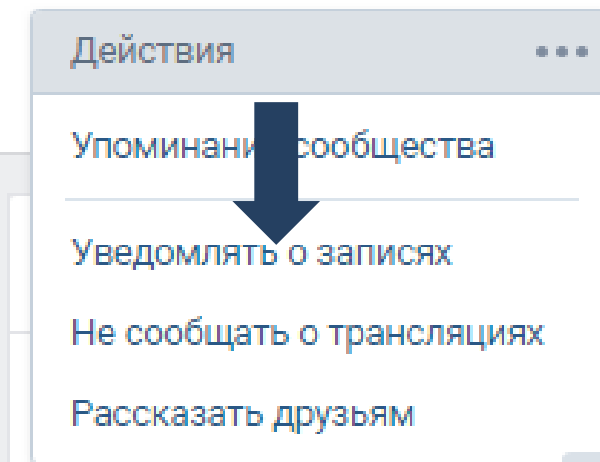 Действия
Упоминани сообщества
Уведомлять о записях
Не сообщать о трансляциях
Рассказать друзьям